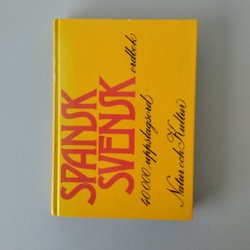 SPANSK
SVENSK ordbok
40 000 uppslagsord
Natur och Kultur